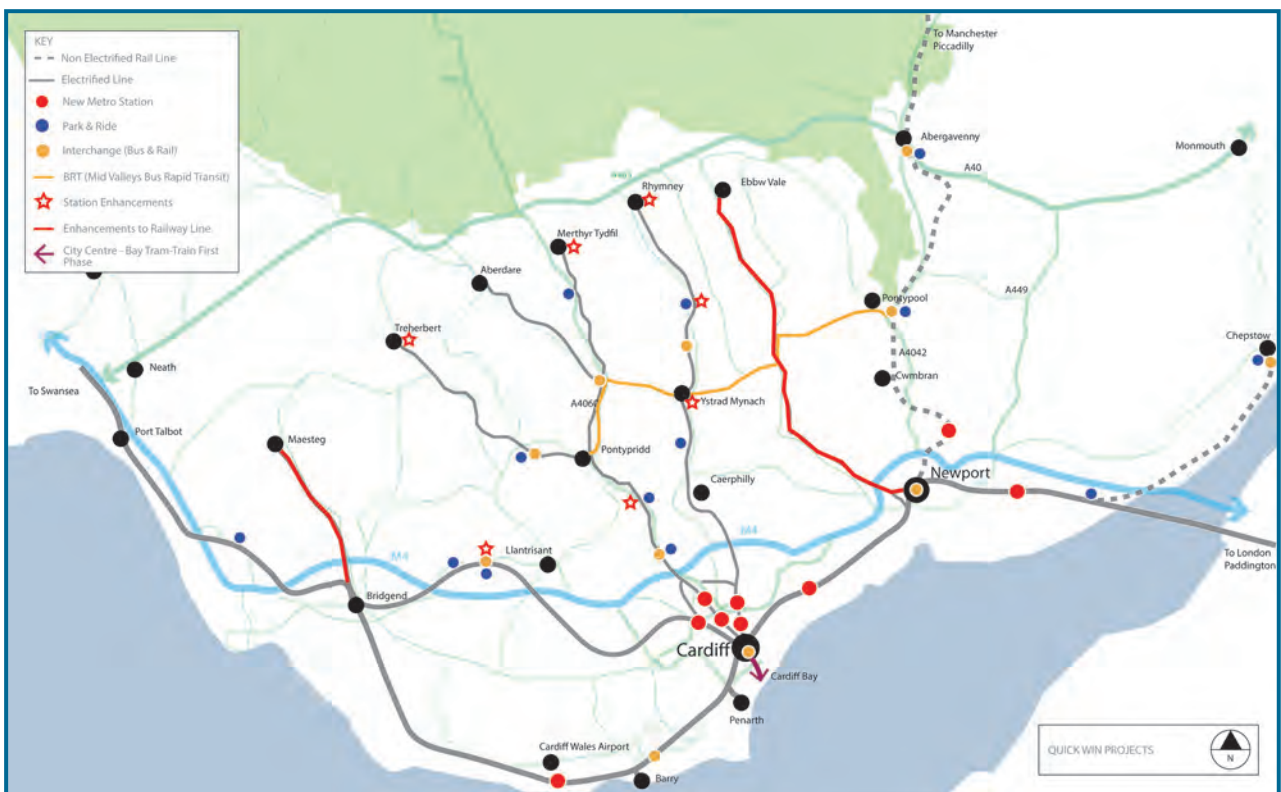 KEY
Non Electrified Rail Line
Electrified Line
New Metro Station
Park & Ride
Interchange (Bus & Rail)
BRT (Mid Valleys Bus Rapid Transit)
Station Enhancements
Enhancements to Railway Line
City Centre - Bay Tram-Train First
Phase
To Manchester
Piccadilly
Abergavenny
Monmouth
A40
Rhymney
Ebbw Vale
Merthyr Tydfil
Aberdare
A449
Pontypool
Treherbert
Chepstow
A4042
Neath
Cwmbran
To Swansea
A4060
Ystrad Mynach
Port Talbot
Maesteg
Pontypridd
Newport
Caerphilly
M4
M4
Llantrisant
To London
Paddington
Bridgend
Cardiff
Cardiff Bay
Penarth
Cardiff Wales Airport
Barry
QUICK WIN PROJECTS
N